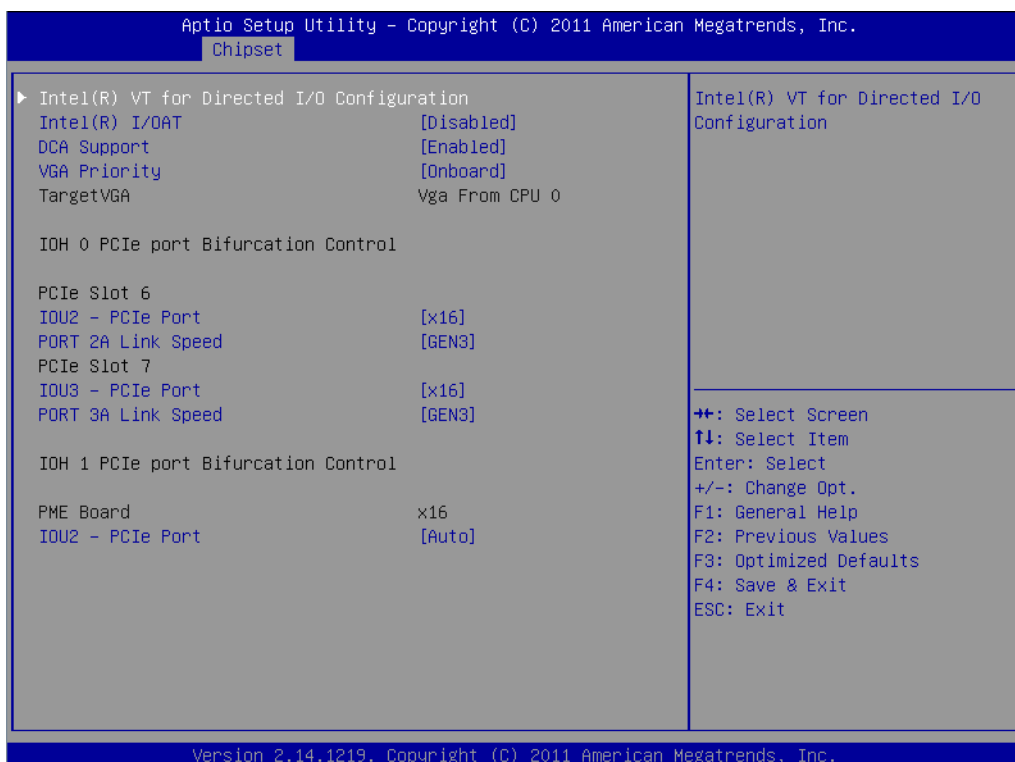 Aptio Setup Utility – Copyright (C) 2011 American Megatrends, Inc.
Chipset
▶ Intel(R) VT for Directed I/O Configuration
Intel(R) I/OAT [Disabled]
DCA Support [Enabled]
VGA Priority [Onboard]
TargetVGA Vga From CPU 0
IOH 0 PCIe port Bifurcation Control
PCIe Slot 6
IOU2 – PCIe Port [x16]
PORT 2A Link Speed [GEN3]
PCIe Slot 7
IOU3 – PCIe Port [x16]
PORT 3A Link Speed [GEN3]
IOH 1 PCIe port Bifurcation Control
PME Board x16
IOU2 – PCIe Port [Auto]
Intel(R) VT for Directed I/O
Configuration
→←: Select Screen
↑↓: Select Item
Enter: Select
+/-: Change Opt.
F1: General Help
F2: Previous Values
F3: Optimized Defaults
F4: Save & Exit
ESC: Exit
Version 2.14.1219. Copyright (C) 2011 American Megatrends, Inc.